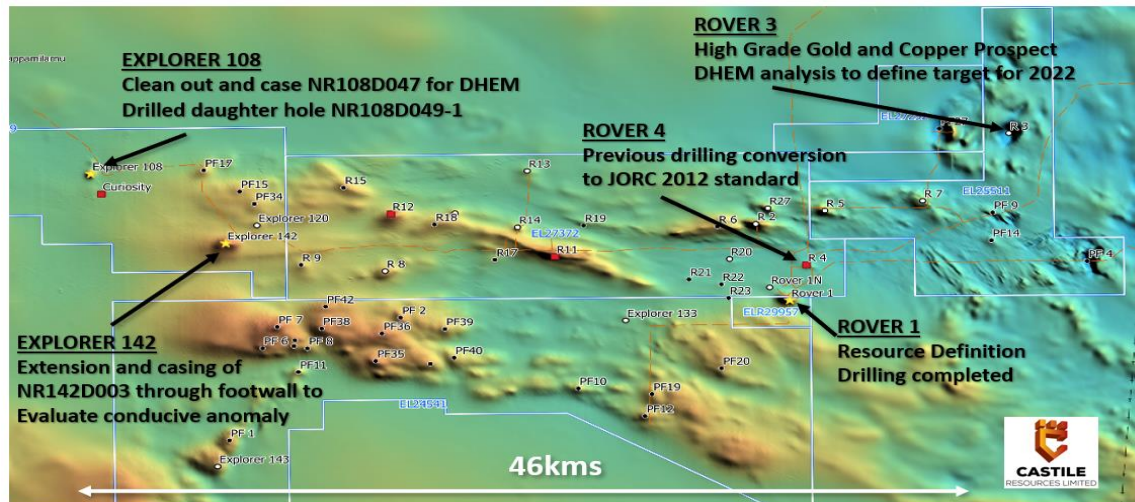 appamilarnu
EXPLORER 108
Clean out and case NR108D047 for DHEM
Drilled daughter hole NR108D049-1
ROVER 3
High Grade Gold and Copper Prospect
DHEM analysis to define target for 2022
ROVER 4
Previous drilling conversion
to JORC 2012 standard
EL277
R 3
Explorer 108
Curiosity
PF17
PF15
PF34
Explorer 120
Explorer 142
R15
R12
R18
R13
R14
EL27372
R11
R17
R19
R27
R 6
R 2
R 5
R 7
EL25511
PF 9
PF14
PF 4
R 9
R 8
R20
R 4
R21
R22
R23
Rover 1N
Rover 1
ELR29957
Explorer 133
PF42
PF 7
PF38
PF 2
PF36
PF39
PF 6
PF 8
PF11
PF35
PF40
PF10
PF20
PF19
PF12
EL24541
PF 1
Explorer 143
EXPLORER 142
Extension and casing of
NR142D003 through footwall to
Evaluate conducive anomaly
ROVER 1
Resource Definition
Drilling completed
46kms
CASTILE
RESOURCES LIMITED